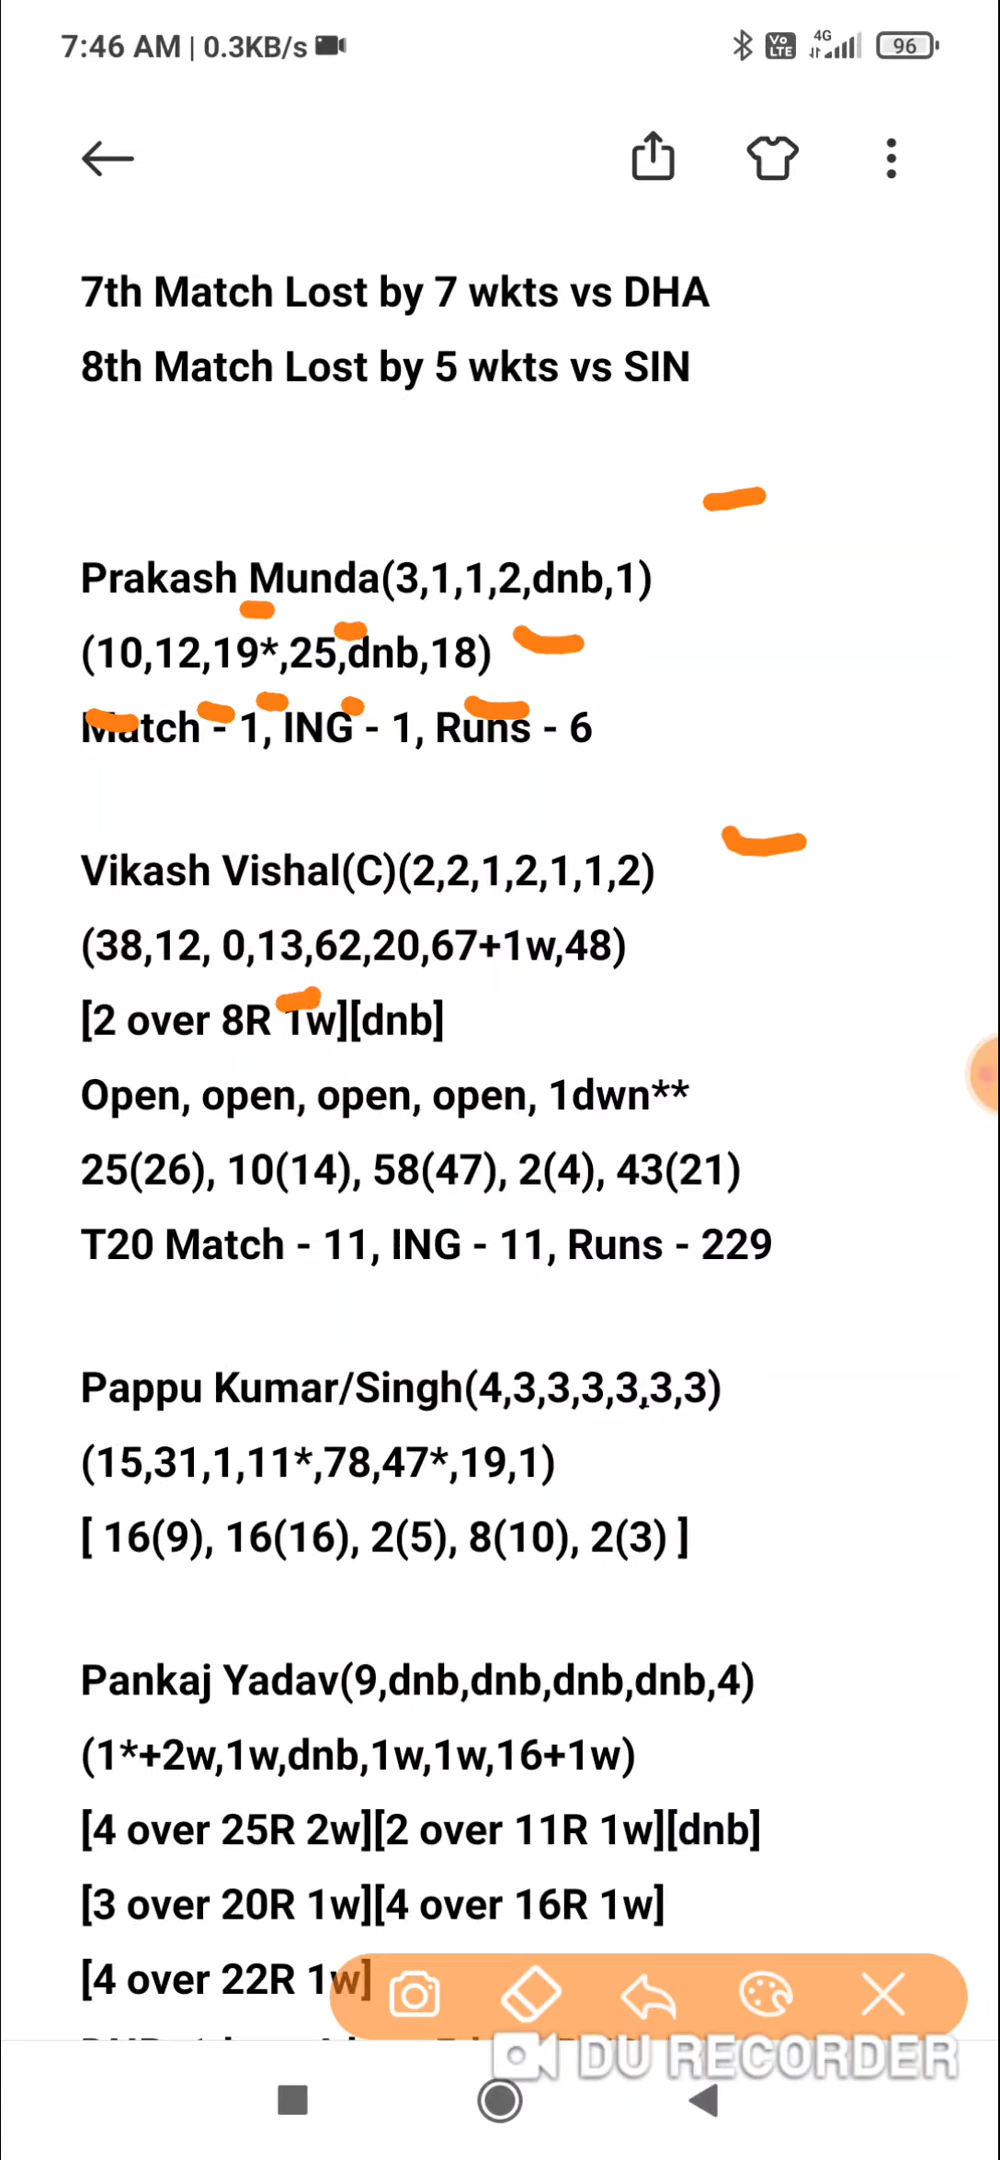 7:46 AM | 0.3KB/s
Vo LTE 4G 96
7th Match Lost by 7 wkts vs DHA
8th Match Lost by 5 wkts vs SIN
Prakash Munda(3,1,1,2,dnb,1)
(10,12,19*,25,dnb,18)
Match - 1, ING - 1, Runs - 6
Vikash Vishal(C)(2,2,1,2,1,1,2)
(38,12, 0,13,62,20,67+1w,48)
[2 over 8R 1w][dnb]
Open, open, open, open, 1dwn**
25(26), 10(14), 58(47), 2(4), 43(21)
T20 Match - 11, ING - 11, Runs - 229
Pappu Kumar/Singh(4,3,3,3,3,3,3)
(15,31,1,11*,78,47*,19,1)
[ 16(9), 16(16), 2(5), 8(10), 2(3) ]
Pankaj Yadav(9,dnb,dnb,dnb,dnb,4)
(1*+2w,1w,dnb,1w,1w,16+1w)
[4 over 25R 2w][2 over 11R 1w][dnb]
[3 over 20R 1w][4 over 16R 1w]
[4 over 22R 1w]
DU RECORDER